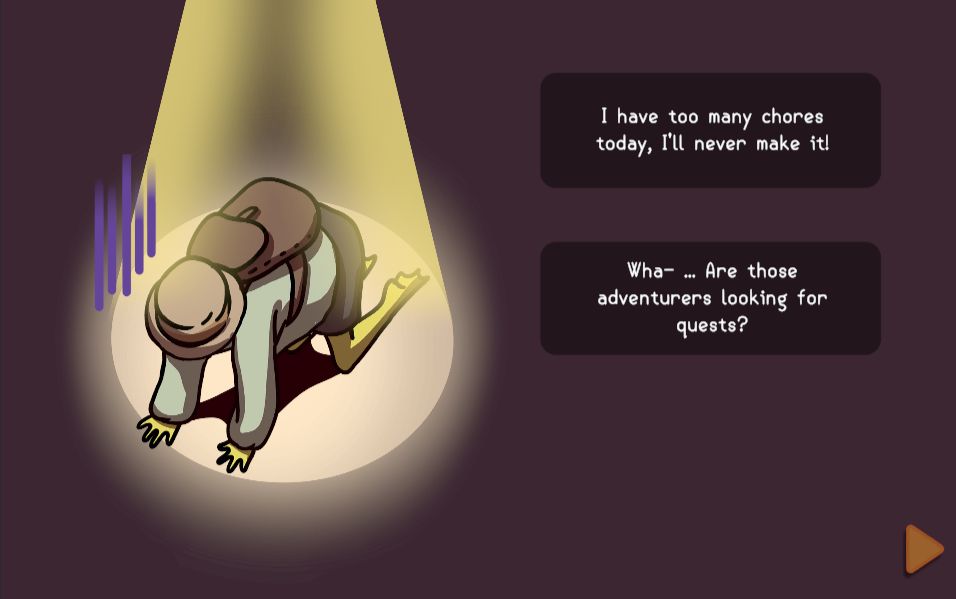 I have too many chores
today, I'll never make it!
Wha- ... Are those
adventurers looking for
quests?